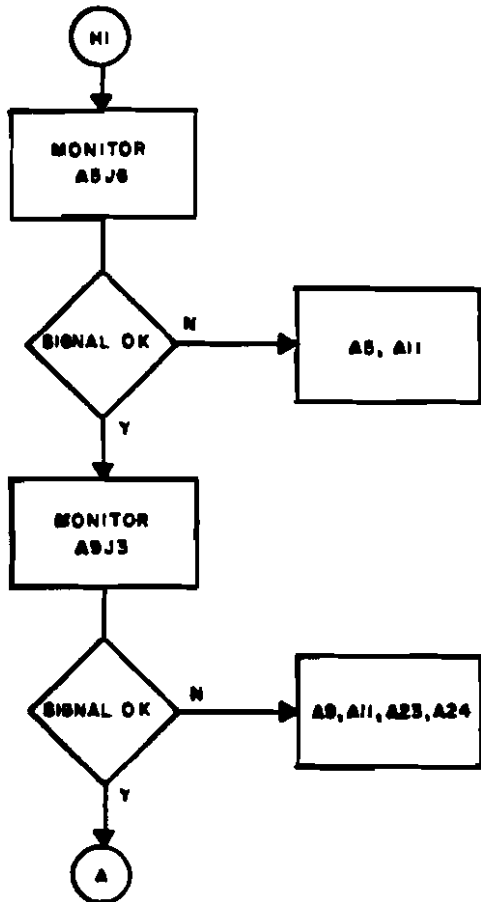 H1
MONITOR
A5J6
SIGNAL OK
N
A5, A11
Y
MONITOR
A9J3
SIGNAL OK
N
A9, A11, A23, A24
Y
A